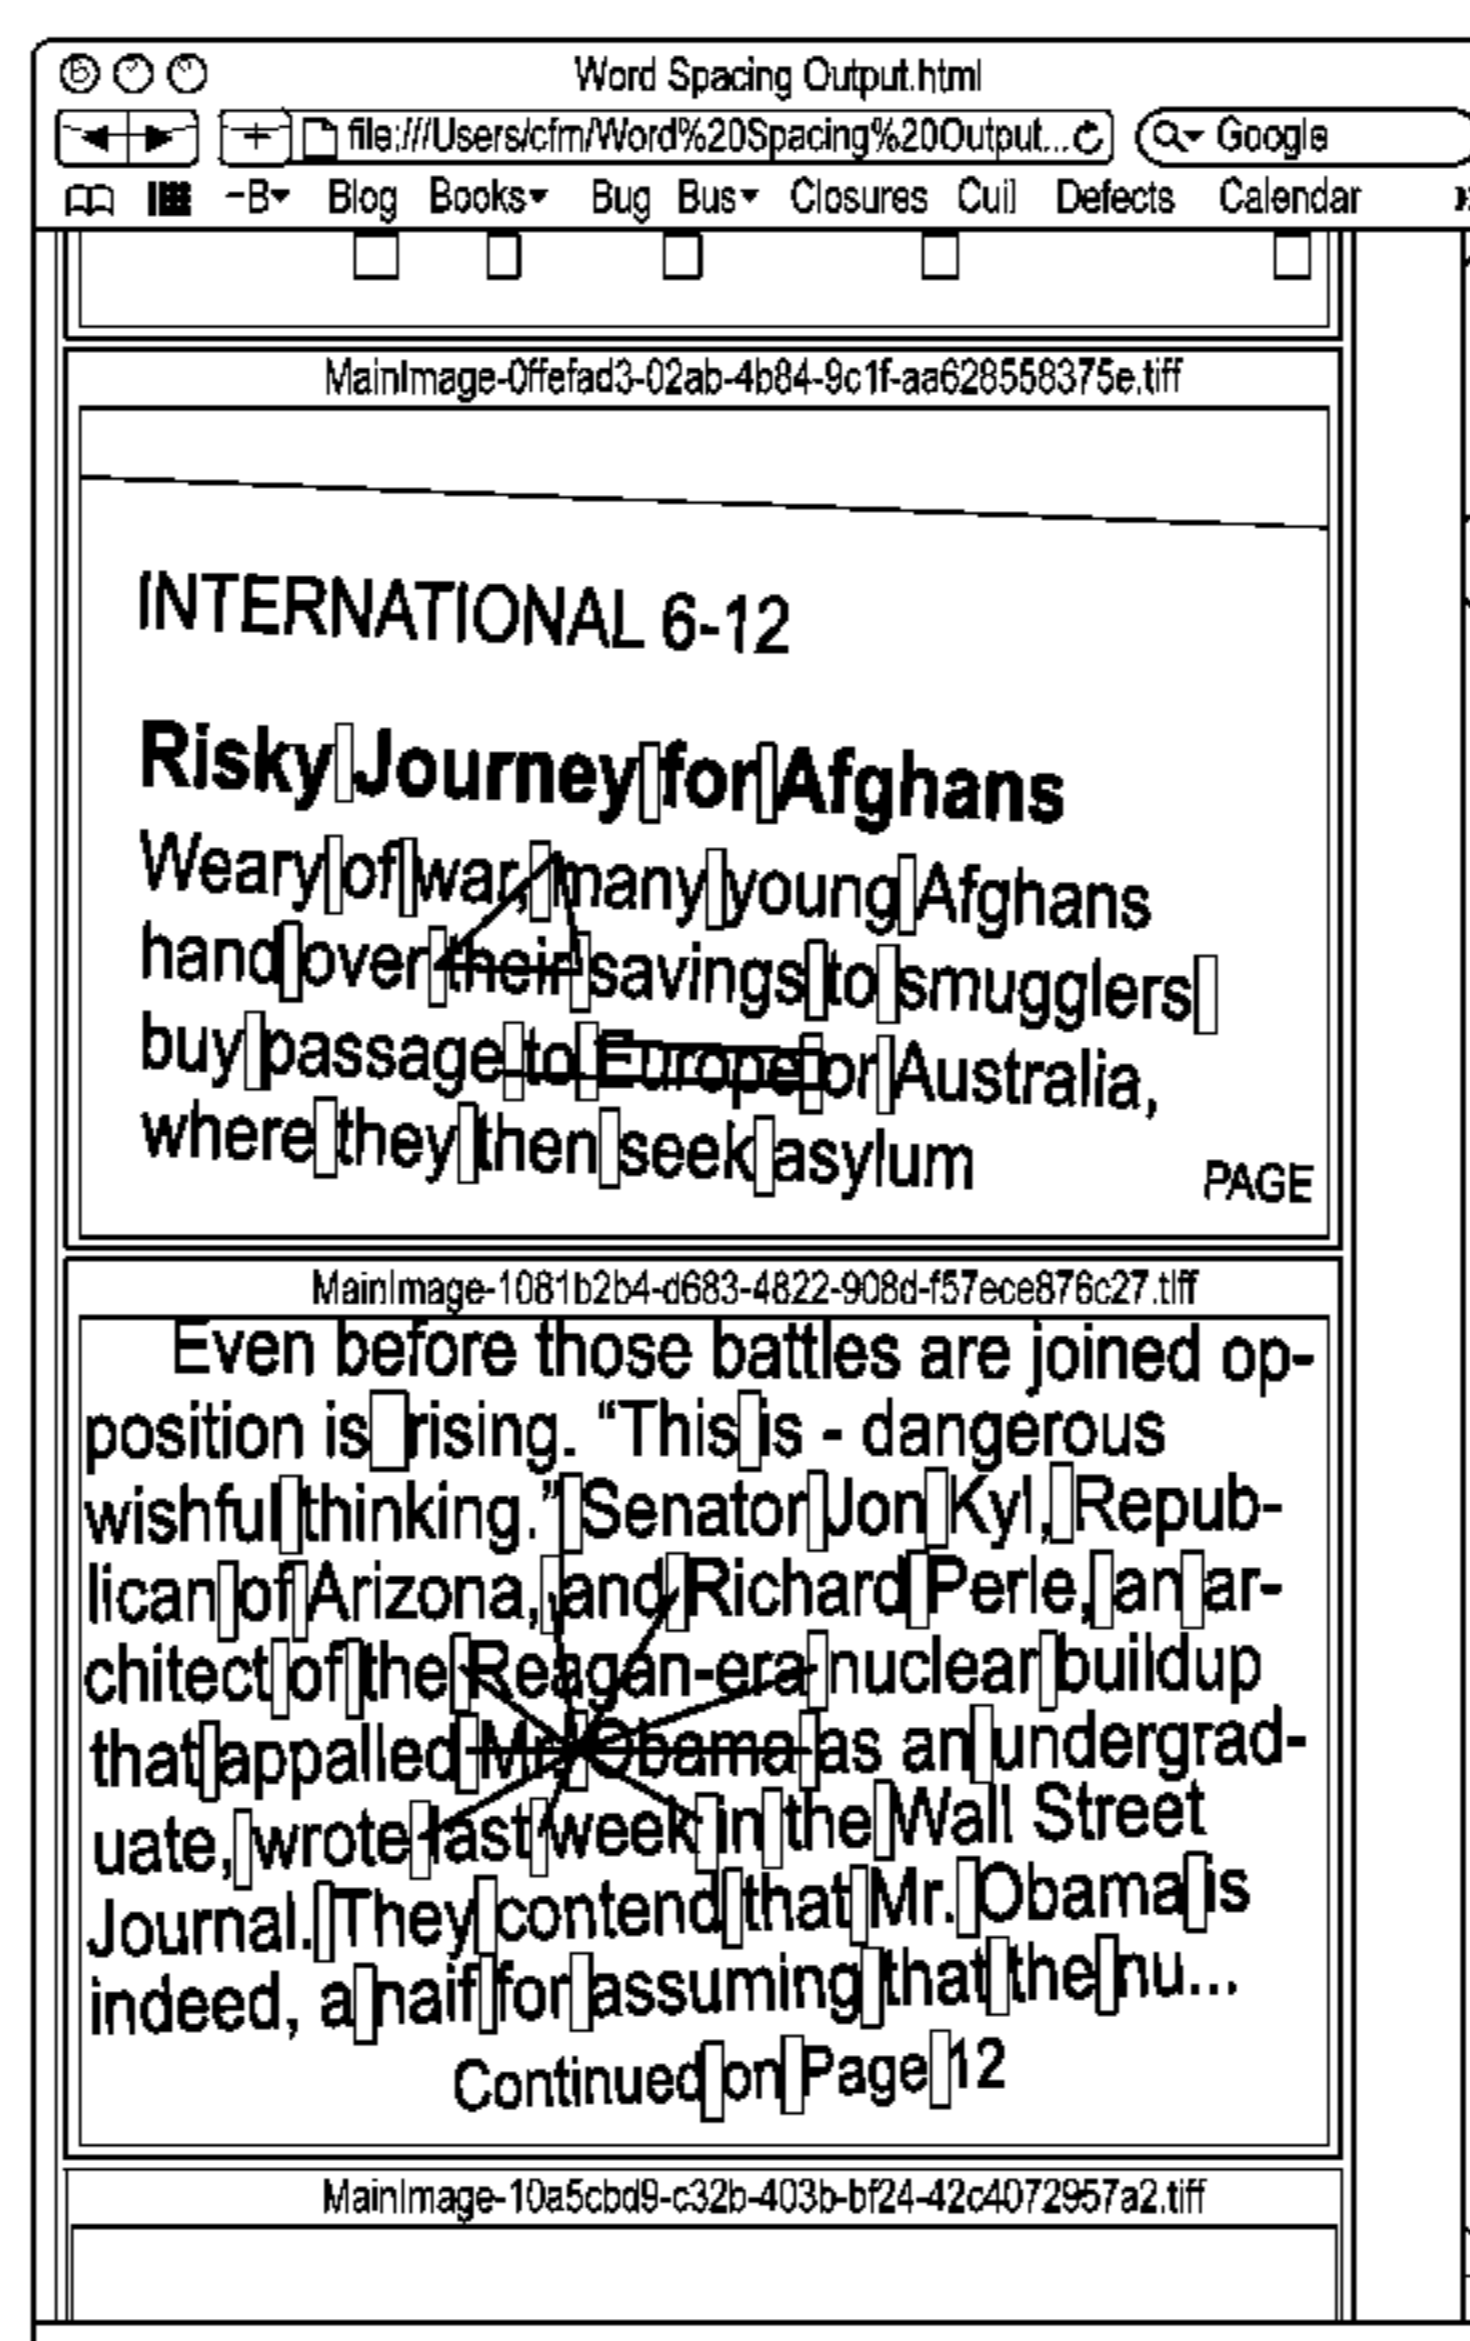 Word Spacing Output.html
file:///Users/cfm/Word%20Spacing%20Output... Google
B Blog Books Bug Bus Closures Cuil Defects Calendar
MainImage-0ffefad3-02ab-4b84-9c1f-aa628558375e.tiff
INTERNATIONAL 6-12
Risky Journey for Afghans
Weary of war, many young Afghans
hand over their savings to smugglers
buy passage to Europe or Australia,
where they then seek asylum
PAGE
MainImage-1081b2b4-d683-4822-908d-f57ece876c27.tiff
Even before those battles are joined op-
position is rising. “This is - dangerous
wishful thinking.” Senator Jon Kyl, Repub-
lican of Arizona, and Richard Perle, an ar-
chitect of the Reagan-era nuclear buildup
that appalled Mr. Obama as an undergrad-
uate, wrote last week in the Wall Street
Journal. They contend that Mr. Obama is
indeed, a naif for assuming that the nu...
Continued on Page 12
MainImage-10a5cbd9-c32b-403b-bf24-42c4072957a2.tiff